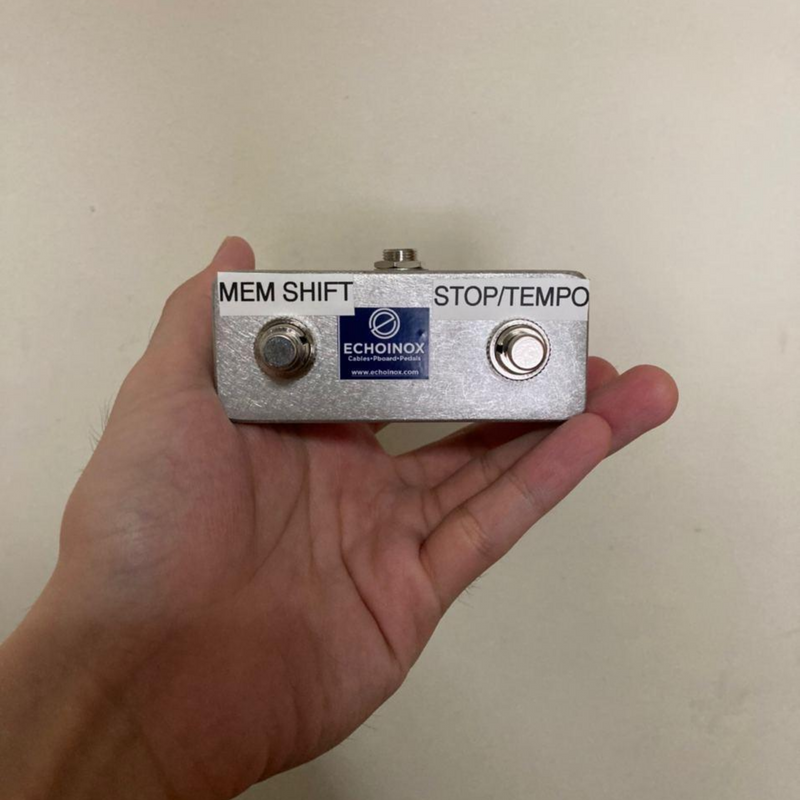 MEM SHIFT
STOP/TEMPO
ECHOINOX
Cables•Pboard•Pedals
www.echoinox.com